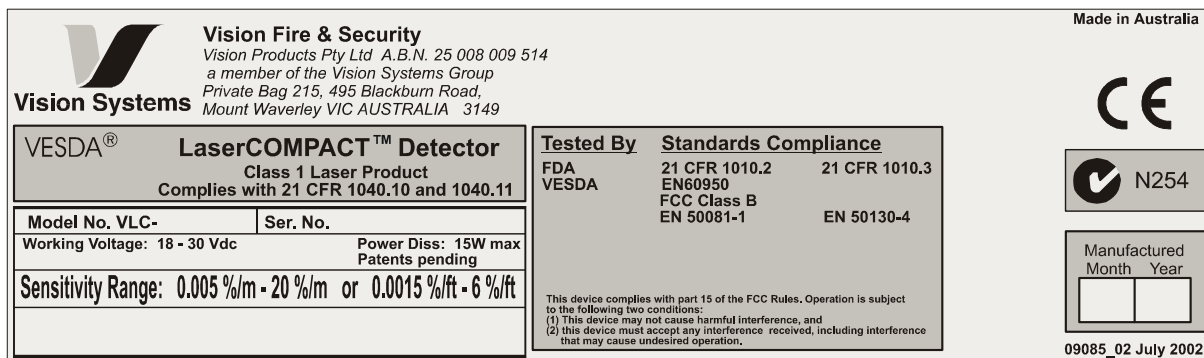 Vision Systems
Vision Fire & Security
Vision Products Pty Ltd A.B.N. 25 008 009 514
a member of the Vision Systems Group
Private Bag 215, 495 Blackburn Road,
Mount Waverley VIC AUSTRALIA 3149
VESDA® LaserCOMPACT™ Detector
Class 1 Laser Product
Complies with 21 CFR 1040.10 and 1040.11
Model No. VLC- Ser. No.
Working Voltage: 18 - 30 Vdc Power Diss: 15W max
Patents pending
Sensitivity Range: 0.005 %/m - 20 %/m or 0.0015 %/ft - 6 %/ft
Tested By Standards Compliance
FDA 21 CFR 1010.2 21 CFR 1010.3
VESDA EN60950
FCC Class B
EN 50081-1 EN 50130-4
This device complies with part 15 of the FCC Rules. Operation is subject
to the following two conditions:
(1) This device may not cause harmful interference, and
(2) this device must accept any interference received, including interference
that may cause undesired operation.
Made in Australia
CE
N254
Manufactured
Month Year
09085_02 July 2002